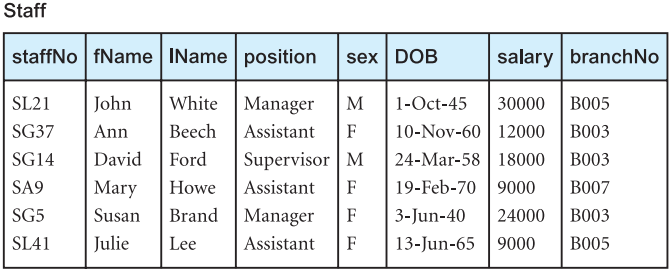 Staff
staffNo fName lName position sex DOB salary branchNo
SL21 John White Manager M 1-Oct-45 30000 B005
SG37 Ann Beech Assistant F 10-Nov-60 12000 B003
SG14 David Ford Supervisor M 24-Mar-58 18000 B003
SA9 Mary Howe Assistant F 19-Feb-70 9000 B007
SG5 Susan Brand Manager F 3-Jun-40 24000 B003
SL41 Julie Lee Assistant F 13-Jun-65 9000 B005